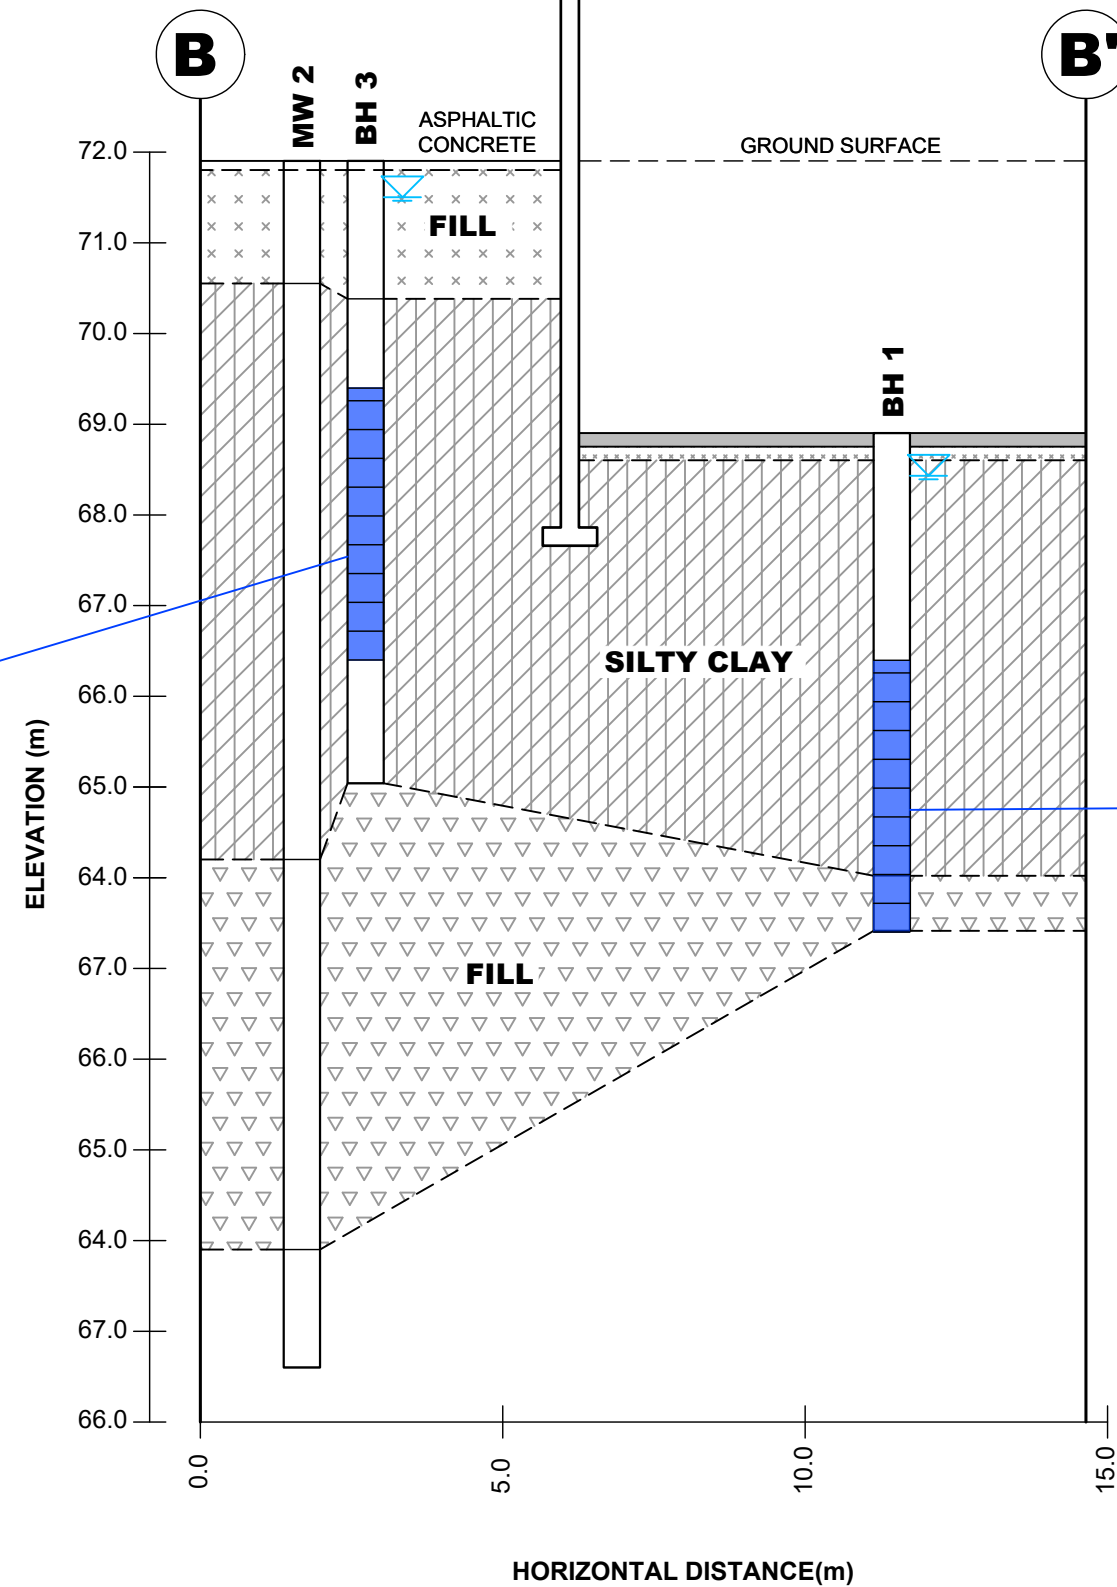 B
B'
MW 2
BH 3
ASPHALTIC
CONCRETE
GROUND SURFACE
72.0
FILL
71.0
70.0
BH 1
69.0
68.0
67.0
SILTY CLAY
66.0
65.0
64.0
FILL
67.0
66.0
65.0
64.0
67.0
66.0
ELEVATION (m)
0.0
5.0
10.0
15.0
HORIZONTAL DISTANCE(m)